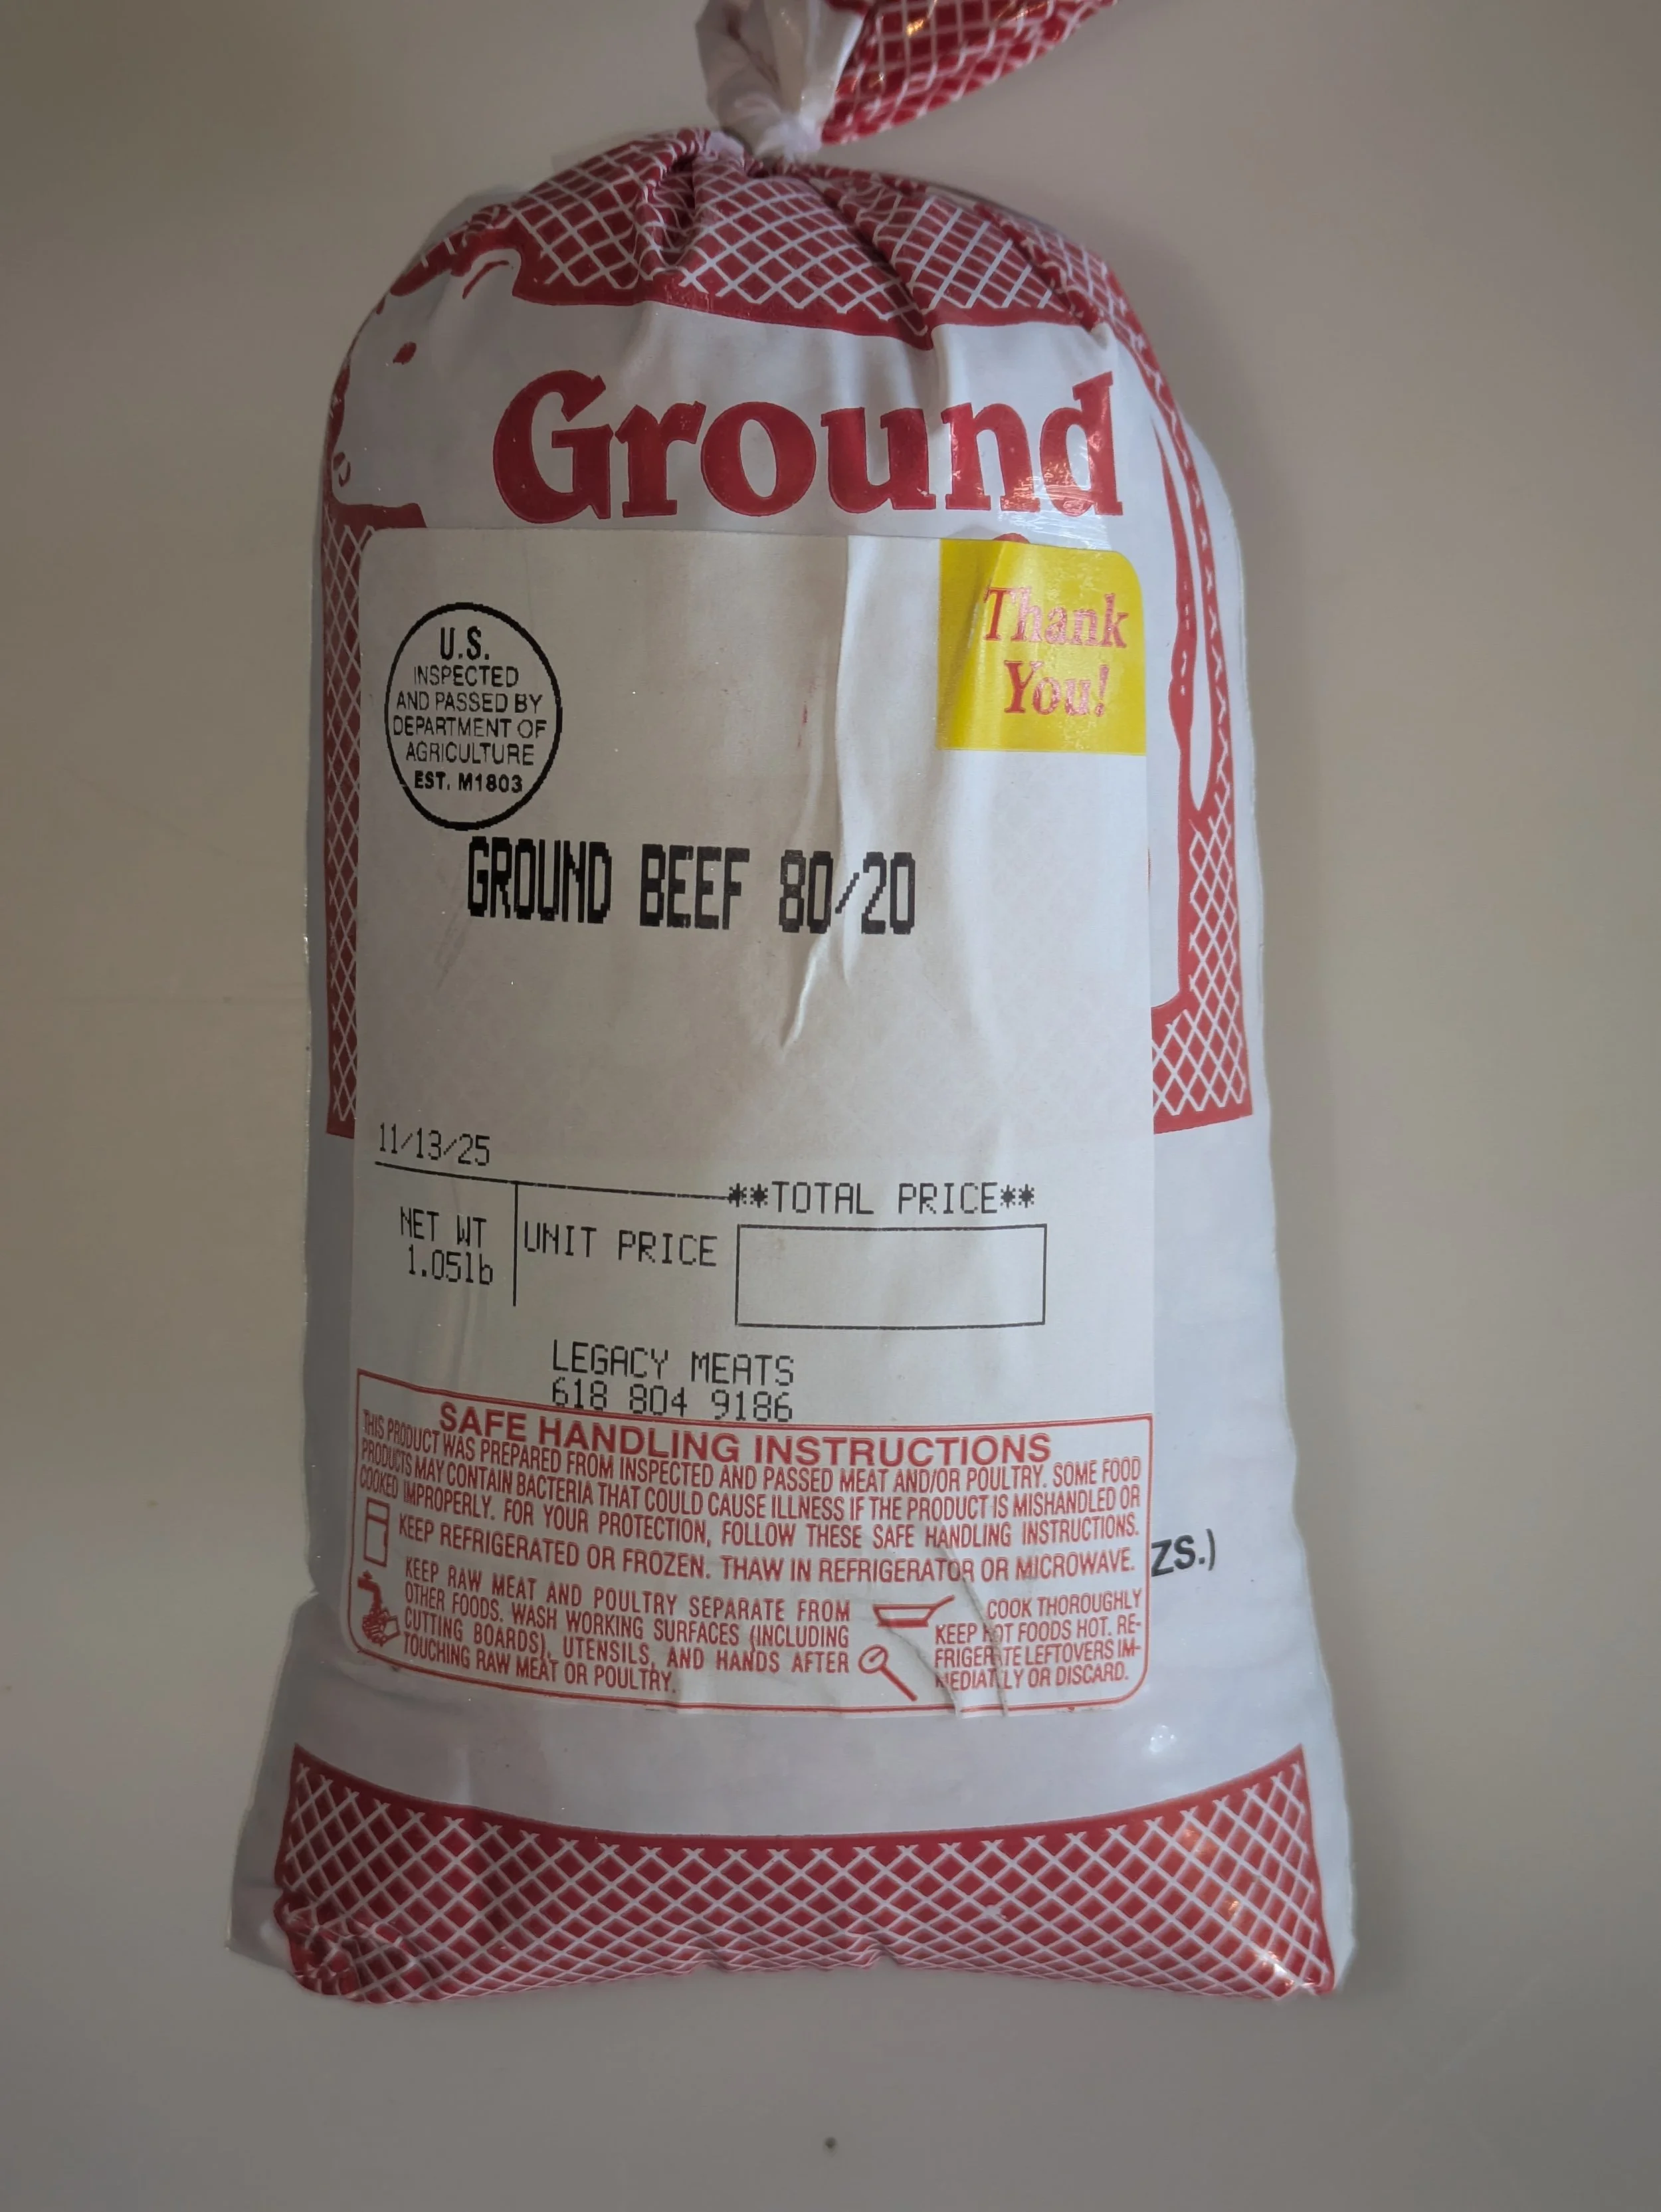 Ground
Thank
You!
U.S.
INSPECTED
AND PASSED BY
DEPARTMENT OF
AGRICULTURE
EST. M1803
GROUND BEEF 80/20
11/13/25
**TOTAL PRICE**
NET WT
1.05lb
UNIT PRICE
LEGACY MEATS
618 804 9186
SAFE HANDLING INSTRUCTIONS
THIS PRODUCT WAS PREPARED FROM INSPECTED AND PASSED MEAT AND/OR POULTRY. SOME FOOD
PRODUCTS MAY CONTAIN BACTERIA THAT COULD CAUSE ILLNESS IF THE PRODUCT IS MISHANDLED OR
COOKED IMPROPERLY. FOR YOUR PROTECTION, FOLLOW THESE SAFE HANDLING INSTRUCTIONS.
KEEP REFRIGERATED OR FROZEN. THAW IN REFRIGERATOR OR MICROWAVE.
ZS.)
KEEP RAW MEAT AND POULTRY SEPARATE FROM
OTHER FOODS. WASH WORKING SURFACES (INCLUDING
CUTTING BOARDS), UTENSILS, AND HANDS AFTER
TOUCHING RAW MEAT OR POULTRY.
COOK THOROUGHLY
KEEP HOT FOODS HOT. RE-
FRIGERATE LEFTOVERS IM-
MEDIATELY OR DISCARD.